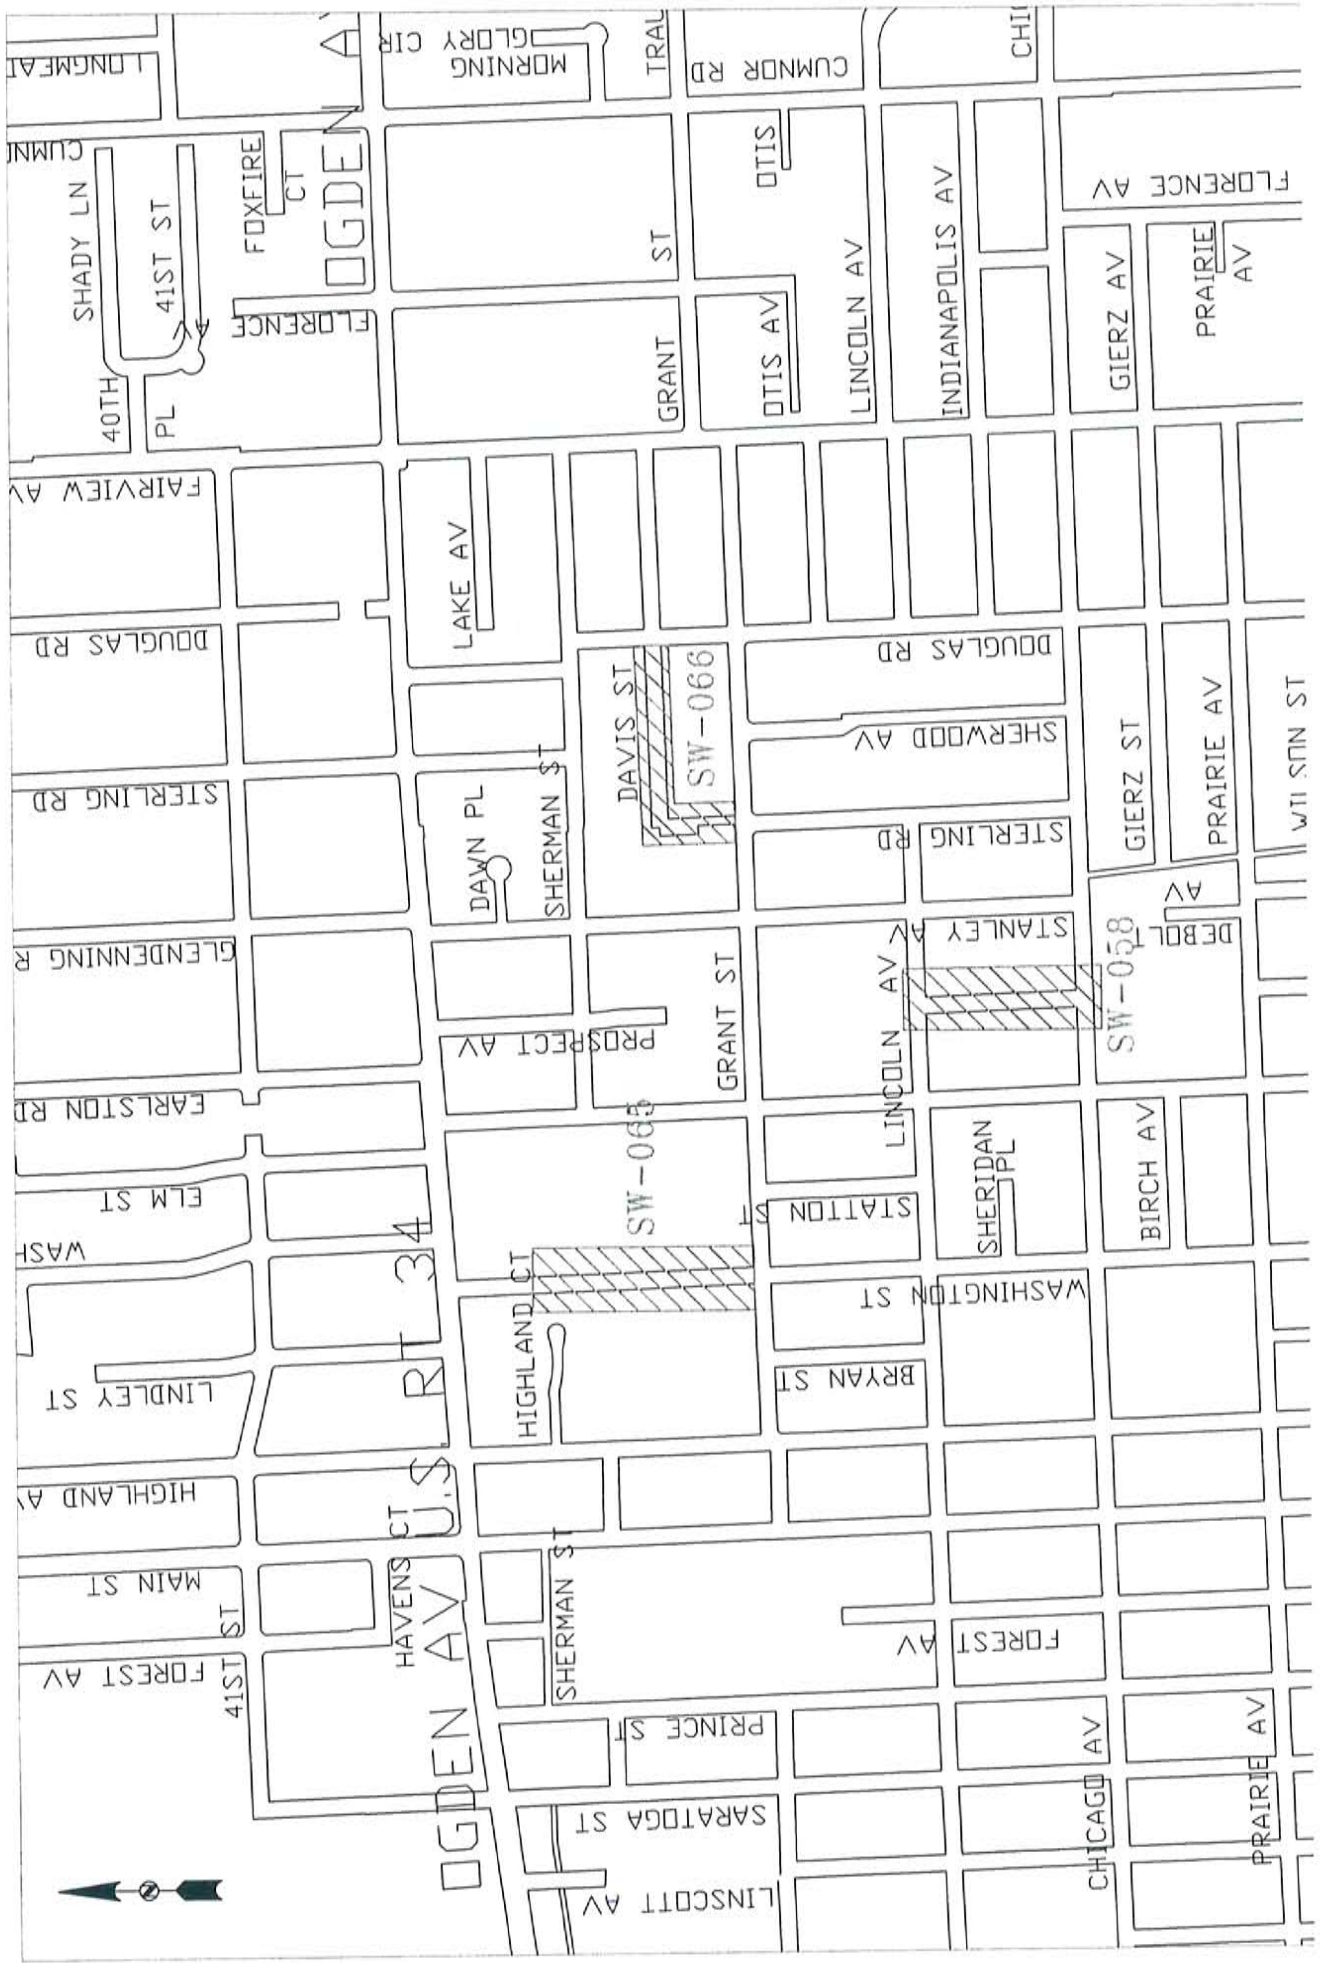 LONGMEAD
MORNING
GLORY CIR
TRAU
CUMNOR RD
CHI
CUMN
SHADY LN
41ST ST
FOXFIRE
CT
OGDEN AV
FLORENCE AV
ST
OTIS
LINCOLN AV
INDIANAPOLIS AV
FLORENCE AV
GIERZ AV
PRAIRIE
AV
40TH
PL
GRANT
OTIS AV
FAIRVIEW AV
LAKE AV
DOUGLAS RD
DOUGLAS RD
DAVIS ST
SW-066
SHERWOOD AV
GIERZ ST
PRAIRIE AV
WILSON ST
STERLING RD
DAWN PL
SHERMAN ST
STERLING
RD
GLENDENNING R
STANLEY AV
DEBOLT
AV
SW-058
PROSPECT AV
GRANT ST
LINCOLN AV
EARLSTON RD
SW-065
SHERIDAN
PL
BIRCH AV
ELM ST
STATTON ST
WASH
U.S RT 34
HIGHLAND CT
WASHINGTON ST
LINDLEY ST
BRYAN ST
HIGHLAND AV
MAIN ST
HAVENS CT
SHERMAN ST
FOREST AV
41ST ST
FOREST AV
OGDEN AV
PRINCE ST
CHICAGO AV
PRAIRIE AV
SARATOGA ST
LINSCOTT AV
Z